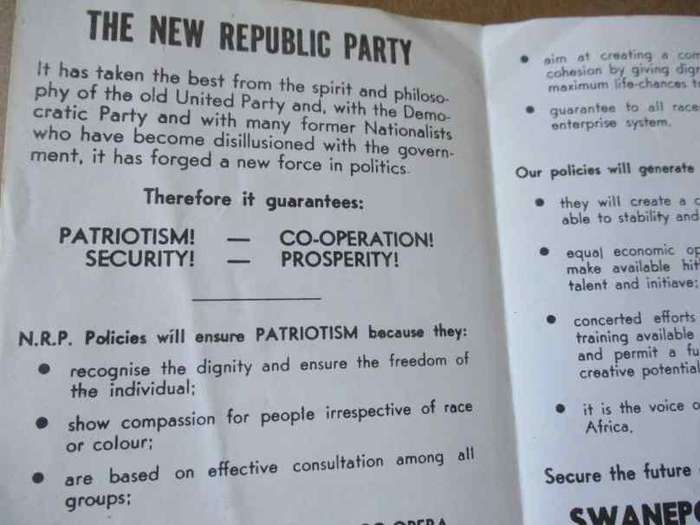 THE NEW REPUBLIC PARTY
It has taken the best from the spirit and philoso-
phy of the old United Party and, with the Demo-
cratic Party and with many former Nationalists
who have become disillusioned with the govern-
ment, it has forged a new force in politics.
Therefore it guarantees:
PATRIOTISM! — CO-OPERATION!
SECURITY! — PROSPERITY!
N.R.P. Policies will ensure PATRIOTISM because they:
• recognise the dignity and ensure the freedom of
the individual;
• show compassion for people irrespective of race
or colour;
• are based on effective consultation among all
groups;
• aim at creating a
cohesion by giving
maximum life-chances
• guarantee to all race
enterprise system.
Our policies will generate
• they will create a
able to stability and
• equal economic
make available
talent and initiave;
• concerted efforts
training available
and permit a
creative potential
• it is the voice
Africa.
Secure the future